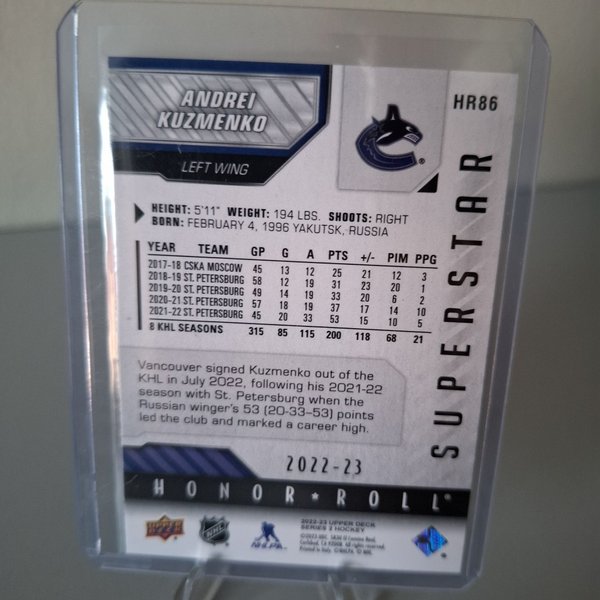 ANDREI
KUZMENKO
LEFT WING
HR86
SUPERSTAR
HEIGHT: 5'11" WEIGHT: 194 LBS. SHOOTS: RIGHT
BORN: FEBRUARY 4, 1996 YAKUTSK, RUSSIA
YEAR TEAM GP G A PTS +/- PIM PPG
2017-18 CSKA MOSCOW 45 13 12 25 21 12 3
2018-19 ST. PETERSBURG 58 12 19 31 23 20 1
2019-20 ST. PETERSBURG 49 14 19 33 20 6 2
2020-21 ST. PETERSBURG 57 18 19 37 17 14 10
2021-22 ST. PETERSBURG 45 20 33 53 15 10 5
8 KHL SEASONS 315 85 115 200 118 68 21
Vancouver signed Kuzmenko out of the
KHL in July 2022, following his 2021-22
season with St. Petersburg when the
Russian winger's 53 (20-33–53) points
led the club and marked a career high.
2022-23
HONOR ★ ROLL
UPPER DECK
NHL
NHLPA
2022-23 UPPER DECK
SERIES 2 HOCKEY